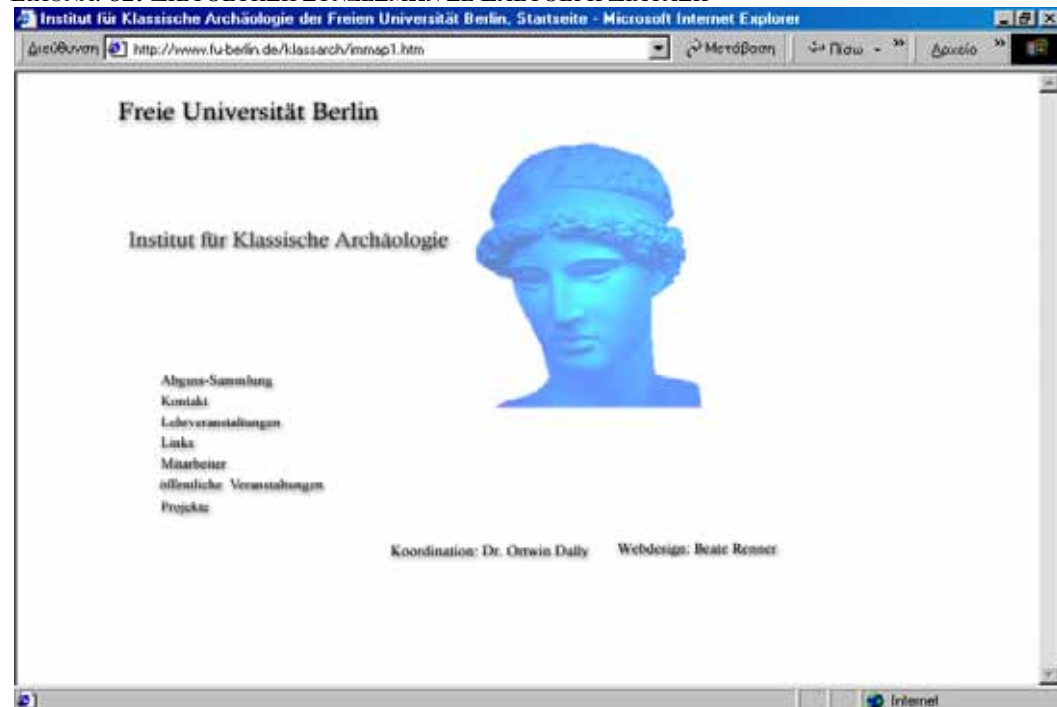 Institut für Klassische Archäologie der Freien Universität Berlin, Startseite - Microsoft Internet Explorer
Διεύθυνση http://www.fu-berlin.de/klassarch/immap1.htm Μετάβαση Πίσω » Αρχείο »
Freie Universität Berlin
Institut für Klassische Archäologie
Abguss-Sammlung
Kontakt
Lehrveranstaltungen
Links
Mitarbeiter
öffentliche Veranstaltungen
Projekte
Koordination: Dr. Ortwin Dally Webdesign: Beate Renner
Internet